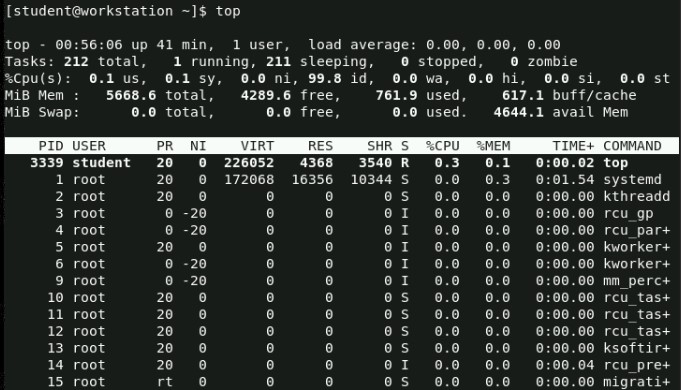 [student@workstation ~]$ top
top - 00:56:06 up 41 min,  1 user,  load average: 0.00, 0.00, 0.00
Tasks: 212 total,   1 running, 211 sleeping,   0 stopped,   0 zombie
%Cpu(s):  0.1 us,  0.1 sy,  0.0 ni, 99.8 id,  0.0 wa,  0.0 hi,  0.0 si,  0.0 st
MiB Mem :   5668.6 total,   4289.6 free,    761.9 used,    617.1 buff/cache
MiB Swap:      0.0 total,      0.0 free,      0.0 used.   4644.1 avail Mem
    PID USER      PR  NI    VIRT    RES    SHR S  %CPU  %MEM     TIME+ COMMAND
   3339 student   20   0  226052   4368   3540 R   0.3   0.1   0:00.02 top
      1 root      20   0  172068  16356  10344 S   0.0   0.3   0:01.54 systemd
      2 root      20   0       0      0      0 S   0.0   0.0   0:00.00 kthreadd
      3 root       0 -20       0      0      0 I   0.0   0.0   0:00.00 rcu_gp
      4 root       0 -20       0      0      0 I   0.0   0.0   0:00.00 rcu_par+
      5 root      20   0       0      0      0 I   0.0   0.0   0:00.00 kworker+
      6 root       0 -20       0      0      0 I   0.0   0.0   0:00.00 kworker+
      9 root       0 -20       0      0      0 I   0.0   0.0   0:00.00 mm_perc+
     10 root      20   0       0      0      0 S   0.0   0.0   0:00.00 rcu_tas+
     11 root      20   0       0      0      0 S   0.0   0.0   0:00.00 rcu_tas+
     12 root      20   0       0      0      0 S   0.0   0.0   0:00.00 rcu_tas+
     13 root      20   0       0      0      0 S   0.0   0.0   0:00.00 ksoftir+
     14 root      20   0       0      0      0 I   0.0   0.0   0:00.04 rcu_pre+
     15 root      rt   0       0      0      0 S   0.0   0.0   0:00.00 migrati+